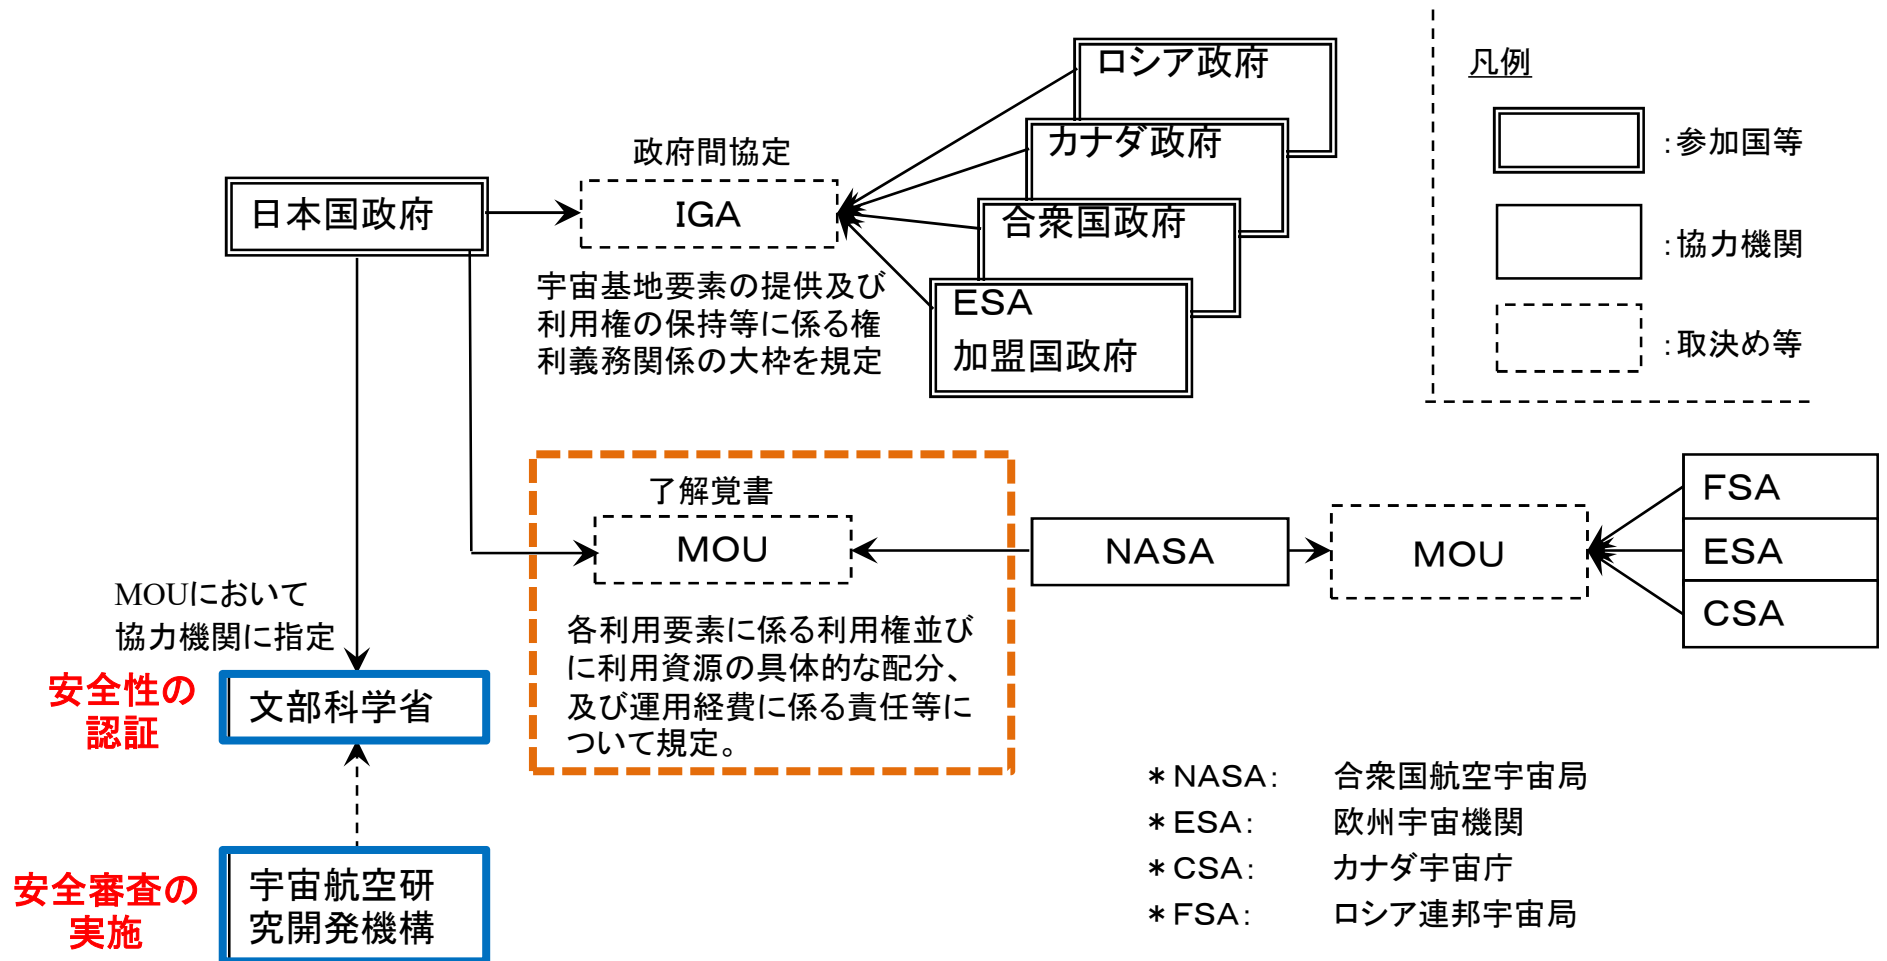 ロシア政府
カナダ政府
合衆国政府
ESA
加盟国政府
政府間協定
IGA
日本国政府
宇宙基地要素の提供及び
利用権の保持等に係る権
利義務関係の大枠を規定
凡例
:参加国等
:協力機関
:取決め等
了解覚書
MOU
各利用要素に係る利用権並び
に利用資源の具体的な配分、
及び運用経費に係る責任等に
ついて規定。
NASA
MOU
FSA
ESA
CSA
MOUにおいて
協力機関に指定
安全性の
認証
文部科学省
安全審査の
実施
宇宙航空研
究開発機構
*NASA: 合衆国航空宇宙局
*ESA: 欧州宇宙機関
*CSA: カナダ宇宙庁
*FSA: ロシア連邦宇宙局